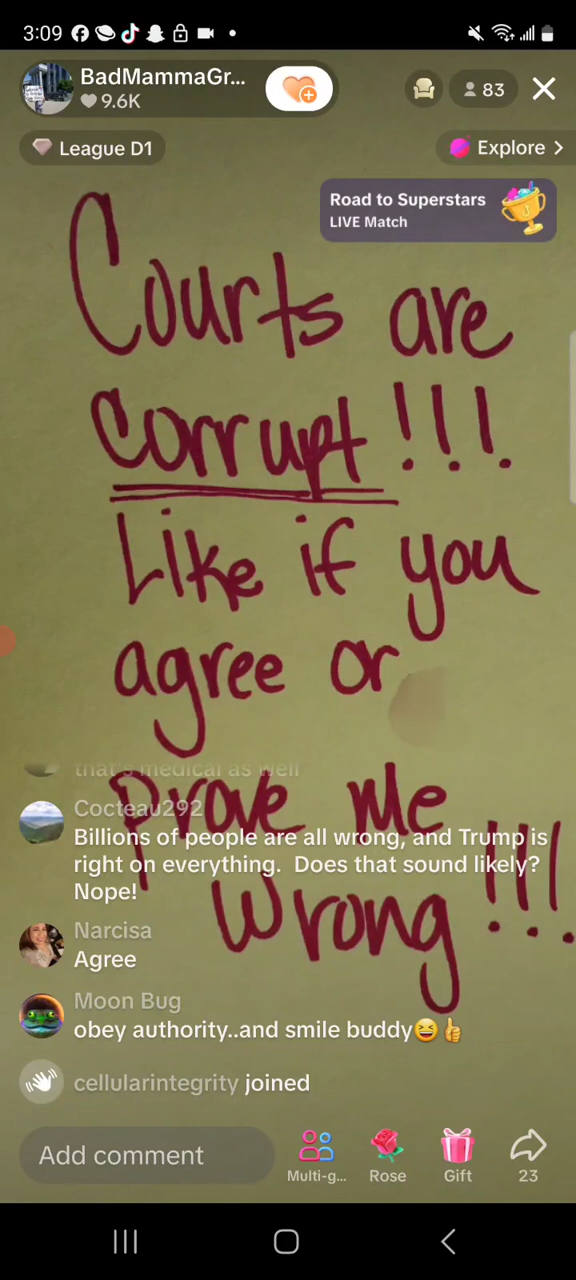 3:09
BadMammaGr...
9.6K
83
League D1
Explore >
Road to Superstars
LIVE Match
Courts are
corrupt!!!
Like if you
agree or
prove me
wrong!!!
that's medical as well
Cocteau292
Billions of people are all wrong, and Trump is
right on everything. Does that sound likely?
Nope!
Narcisa
Agree
Moon Bug
obey authority..and smile buddy😆👍
cellularintegrity joined
Add comment
Multi-g...
Rose
Gift
23